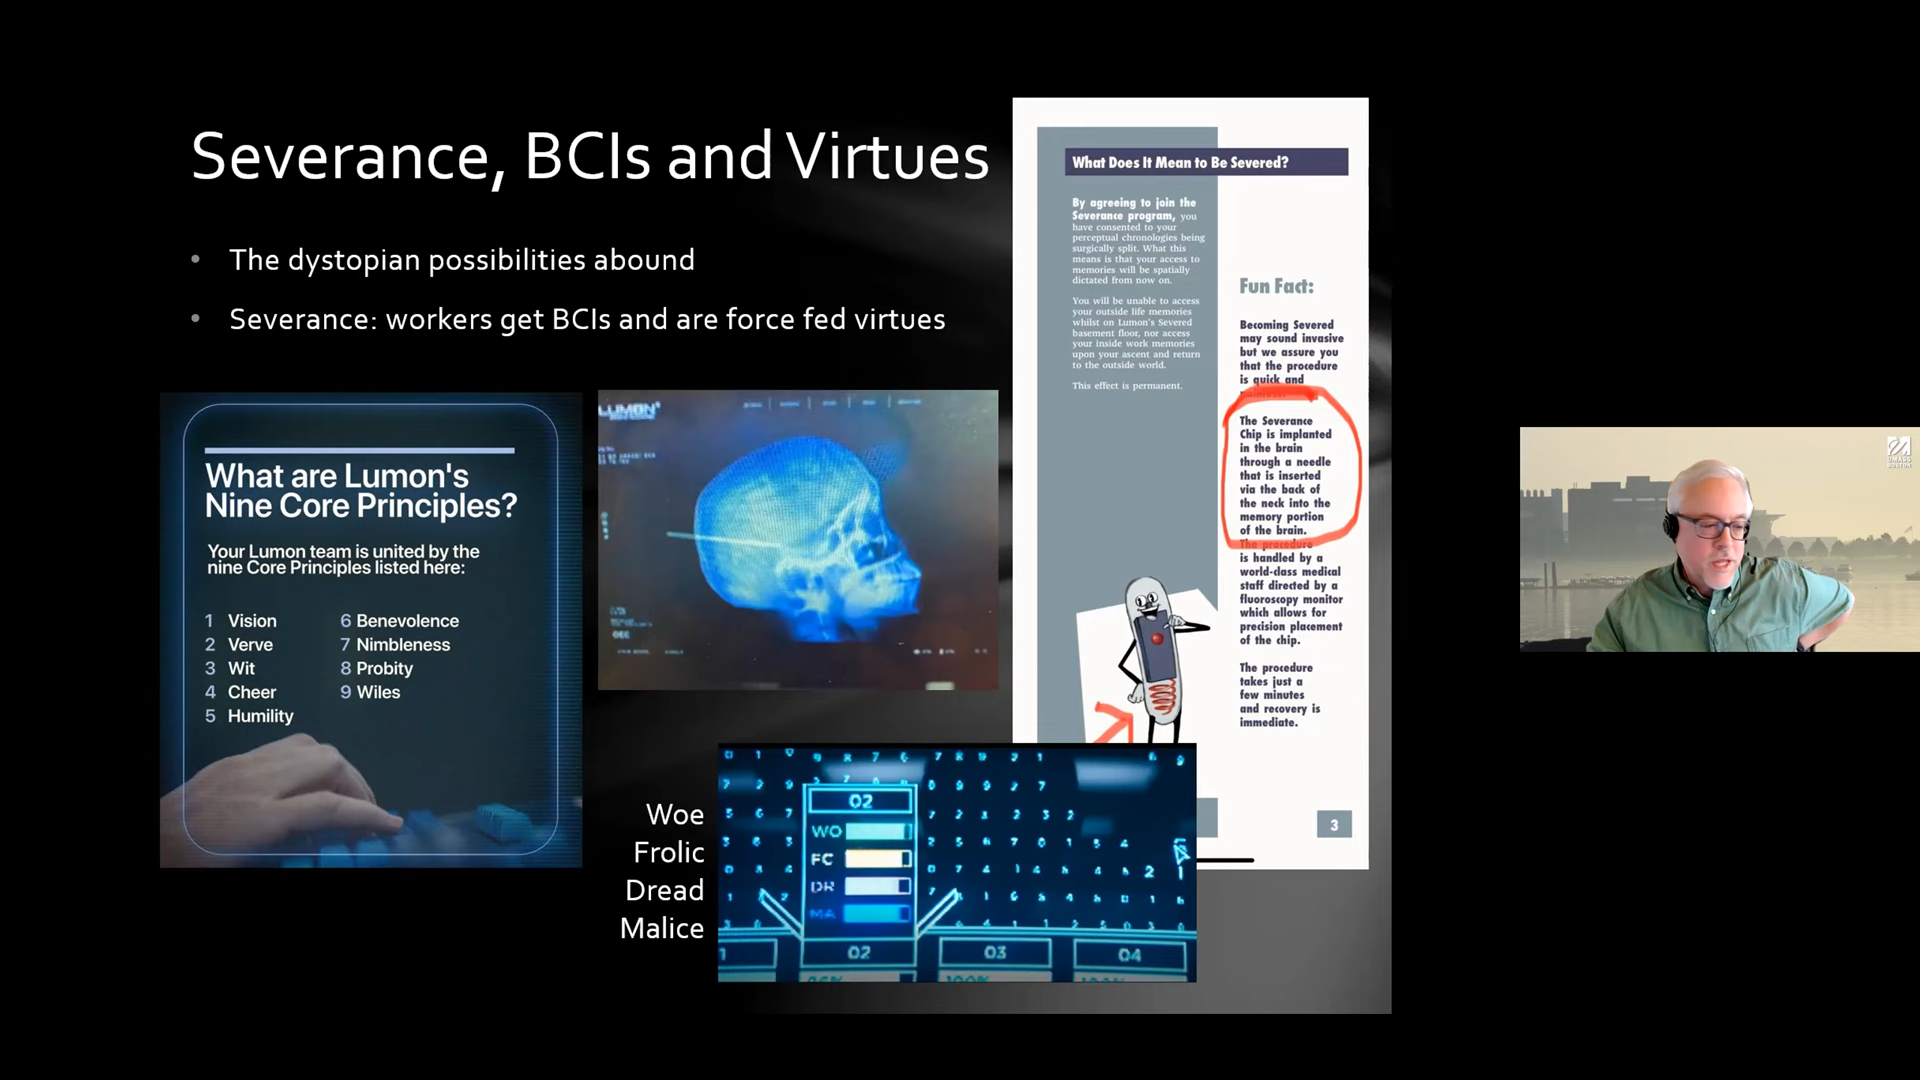 Severance, BCIs and Virtues
• The dystopian possibilities abound
• Severance: workers get BCIs and are force fed virtues
What are Lumon's
Nine Core Principles?
Your Lumon team is united by the
nine Core Principles listed here:
1 Vision
2 Verve
3 Wit
4 Cheer
5 Humility
6 Benevolence
7 Nimbleness
8 Probity
9 Wiles
LUMON
What Does It Mean to Be Severed?
By agreeing to join the
Severance program, you
have consented to your
perceptual chronologies being
surgically split. What this
means is that your access to
memories will be spatially
dictated from now on.
You will be unable to access
your outside life memories
whilst on Lumon's Severed
basement floor, nor access
your inside work memories
upon your ascent and return
to the outside world.
This effect is permanent.
Fun Fact:
Becoming Severed
may sound invasive
but we assure you
that the procedure
is quick and
The Severance
Chip is implanted
in the brain
through a needle
that is inserted
via the back of
the neck into the
memory portion
of the brain.
The procedure
is handled by a
world-class medical
staff directed by a
fluoroscopy monitor
which allows for
precision placement
of the chip.
The procedure
takes just a
few minutes
and recovery is
immediate.
3
Woe
Frolic
Dread
Malice
02
WO
FC
DR
MA
02
03
04
100%
UMASS
BOSTON